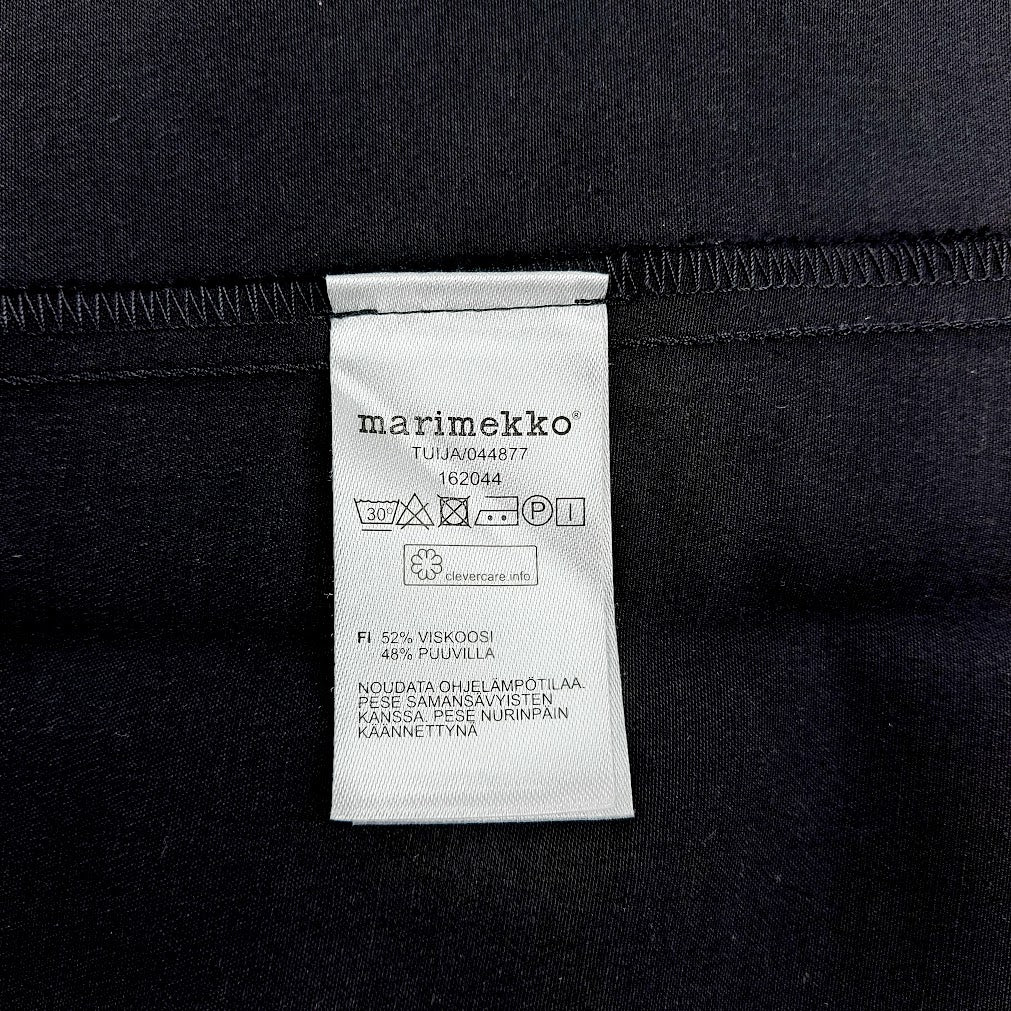 marimekko®
TUIJA/044877
162044
30° P
clevercare.info
FI 52% VISKOOSI
48% PUUVILLA
NOUDATA OHJELÄMPÖTILAA.
PESE SAMANSÄVYISTEN
KANSSA. PESE NURINPÄIN
KÄÄNNETTYNÄ